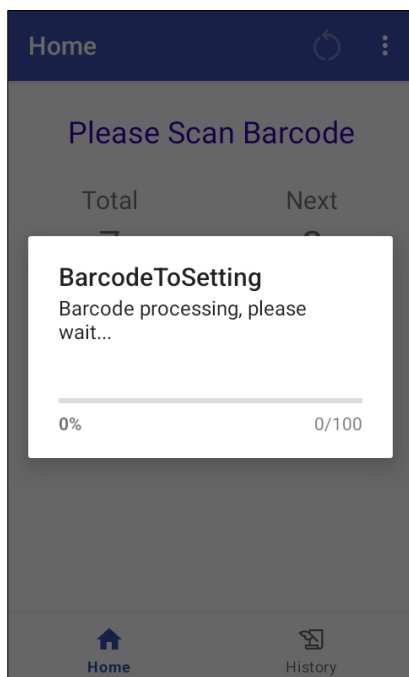 Home
Please Scan Barcode
Total Next
BarcodeToSetting
Barcode processing, please
wait...
0% 0/100
Home History